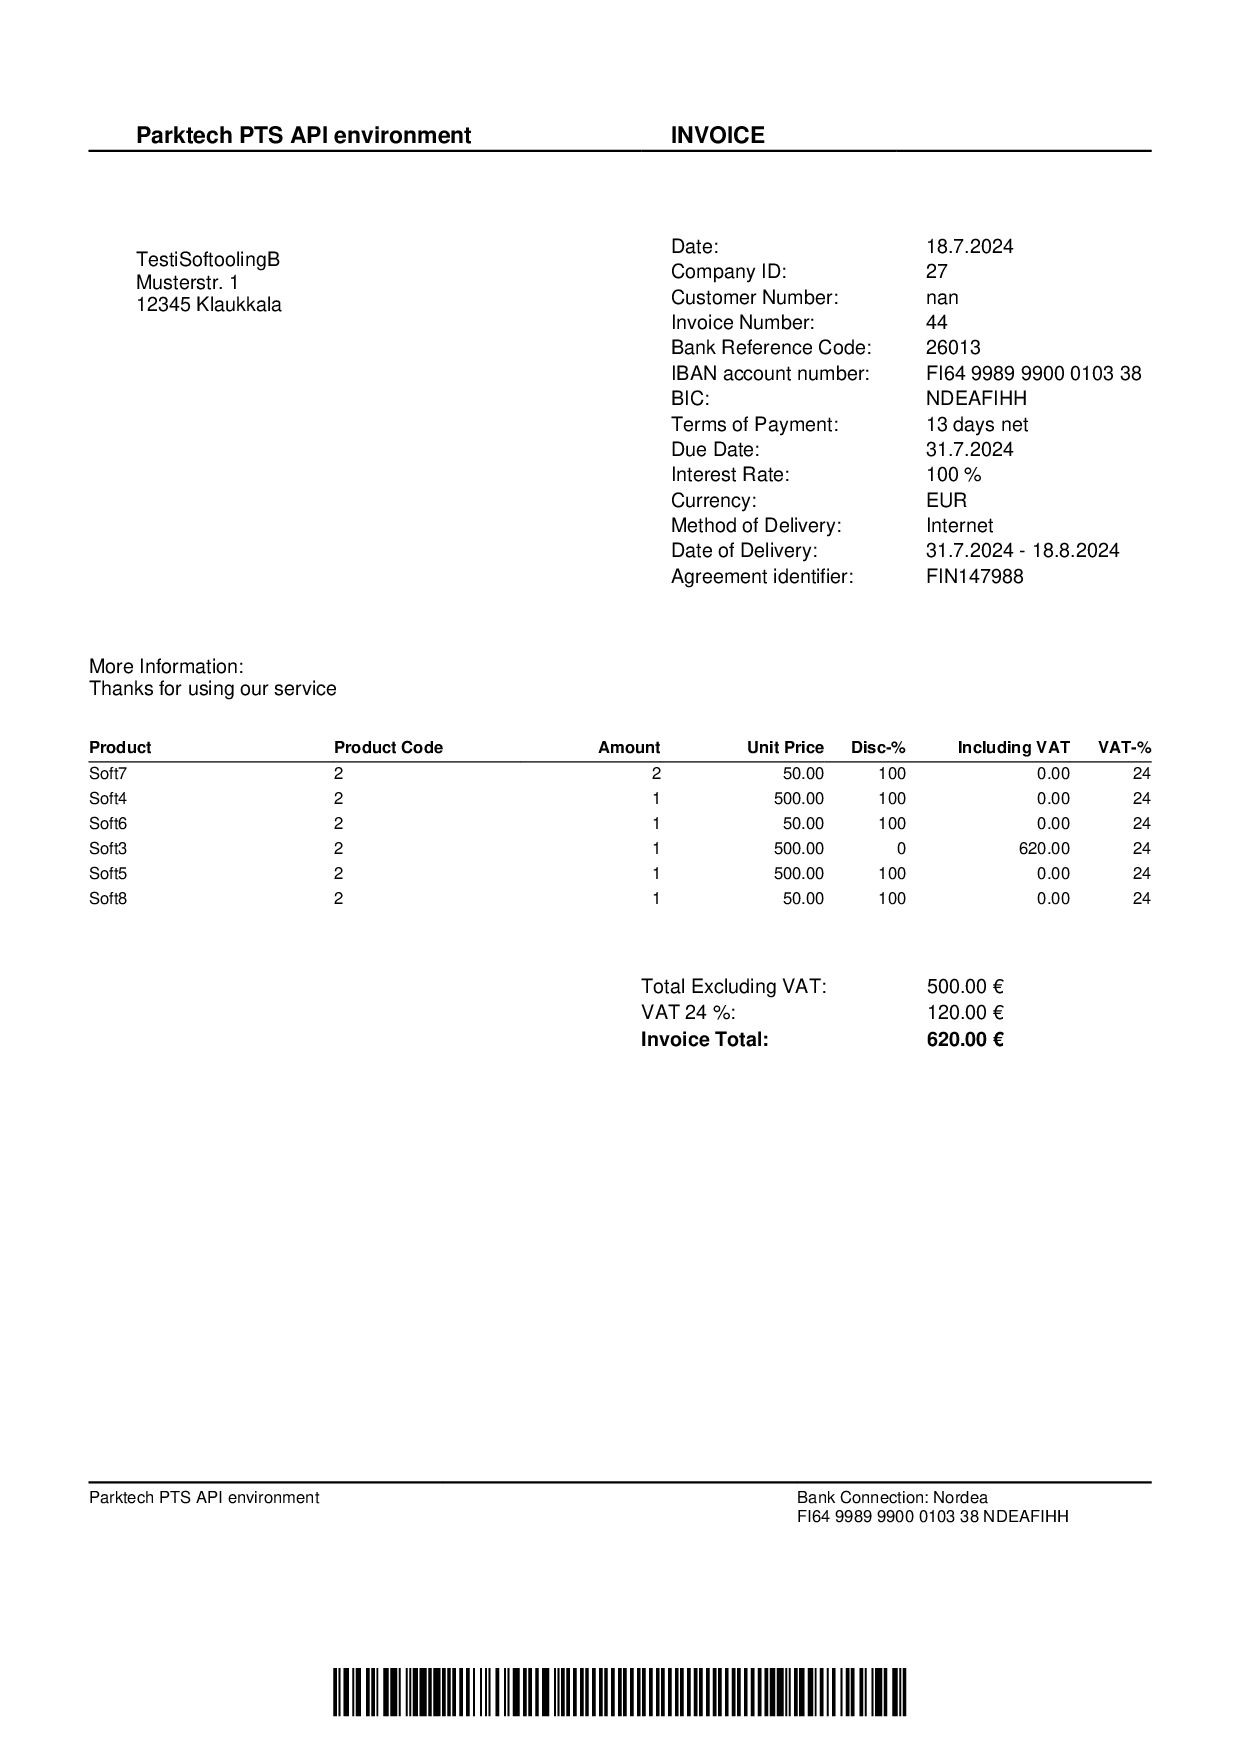 Parktech PTS API environment INVOICE
TestiSoftoolingB
Musterstr. 1
12345 Klaukkala
Date: 18.7.2024
Company ID: 27
Customer Number: nan
Invoice Number: 44
Bank Reference Code: 26013
IBAN account number: FI64 9989 9900 0103 38
BIC: NDEAFIHH
Terms of Payment: 13 days net
Due Date: 31.7.2024
Interest Rate: 100 %
Currency: EUR
Method of Delivery: Internet
Date of Delivery: 31.7.2024 - 18.8.2024
Agreement identifier: FIN147988
More Information:
Thanks for using our service
Product Product Code Amount Unit Price Disc-% Including VAT VAT-%
Soft7 2 2 50.00 100 0.00 24
Soft4 2 1 500.00 100 0.00 24
Soft6 2 1 50.00 100 0.00 24
Soft3 2 1 500.00 0 620.00 24
Soft5 2 1 500.00 100 0.00 24
Soft8 2 1 50.00 100 0.00 24
Total Excluding VAT: 500.00 €
VAT 24 %: 120.00 €
Invoice Total: 620.00 €
Parktech PTS API environment
Bank Connection: Nordea
FI64 9989 9900 0103 38 NDEAFIHH